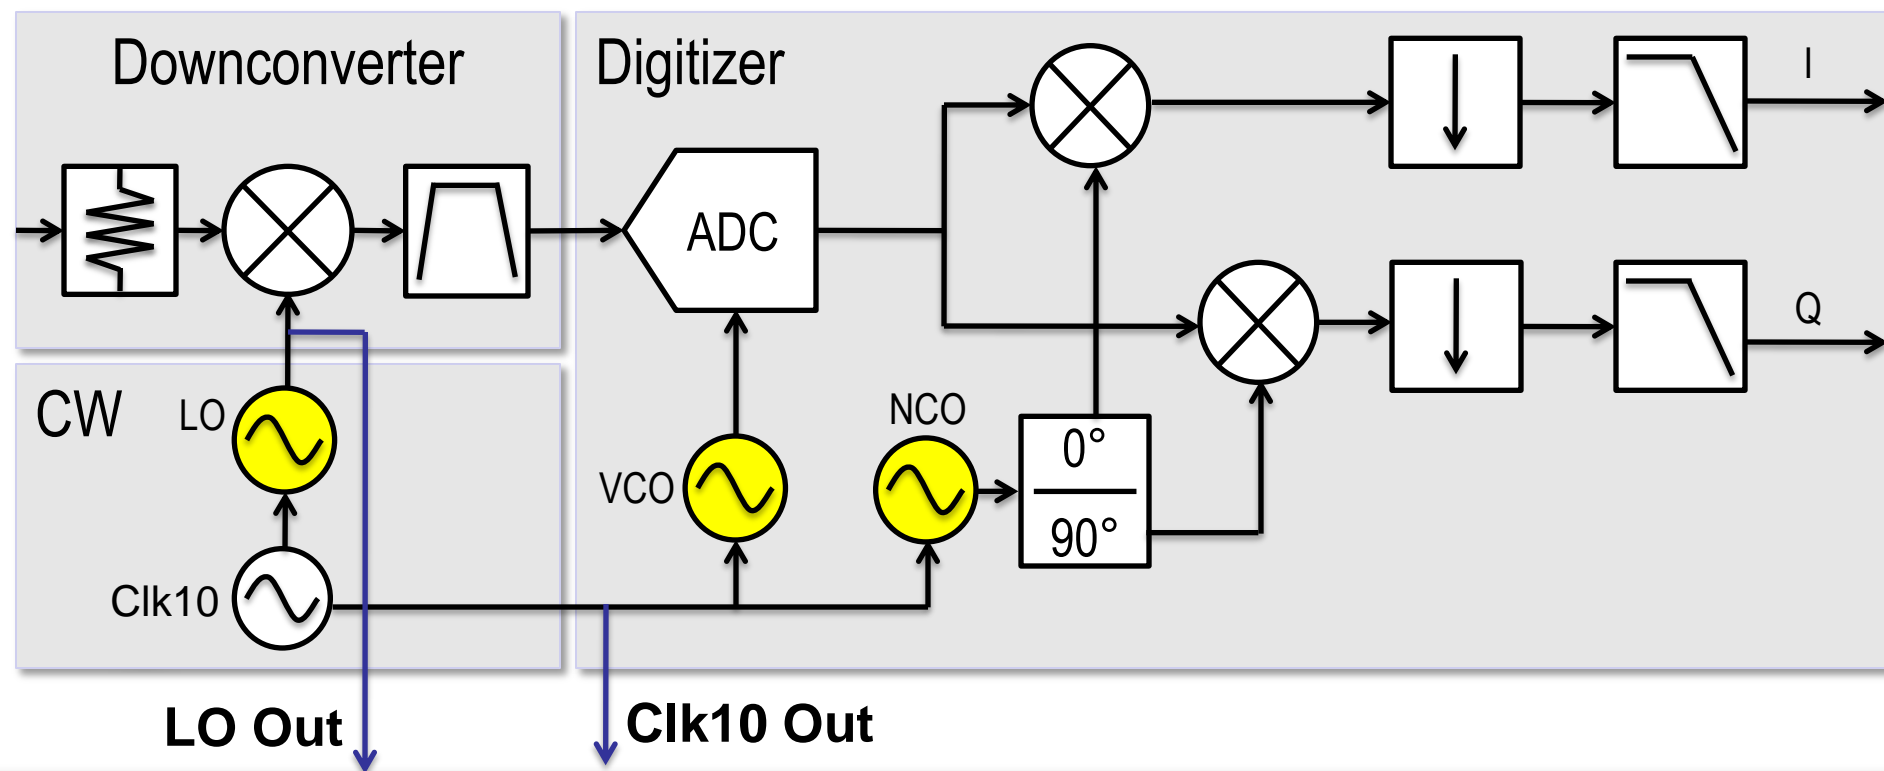 Downconverter
Digitizer
I
ADC
Q
CW
LO
NCO
0°
VCO
90°
Clk10
LO Out
Clk10 Out